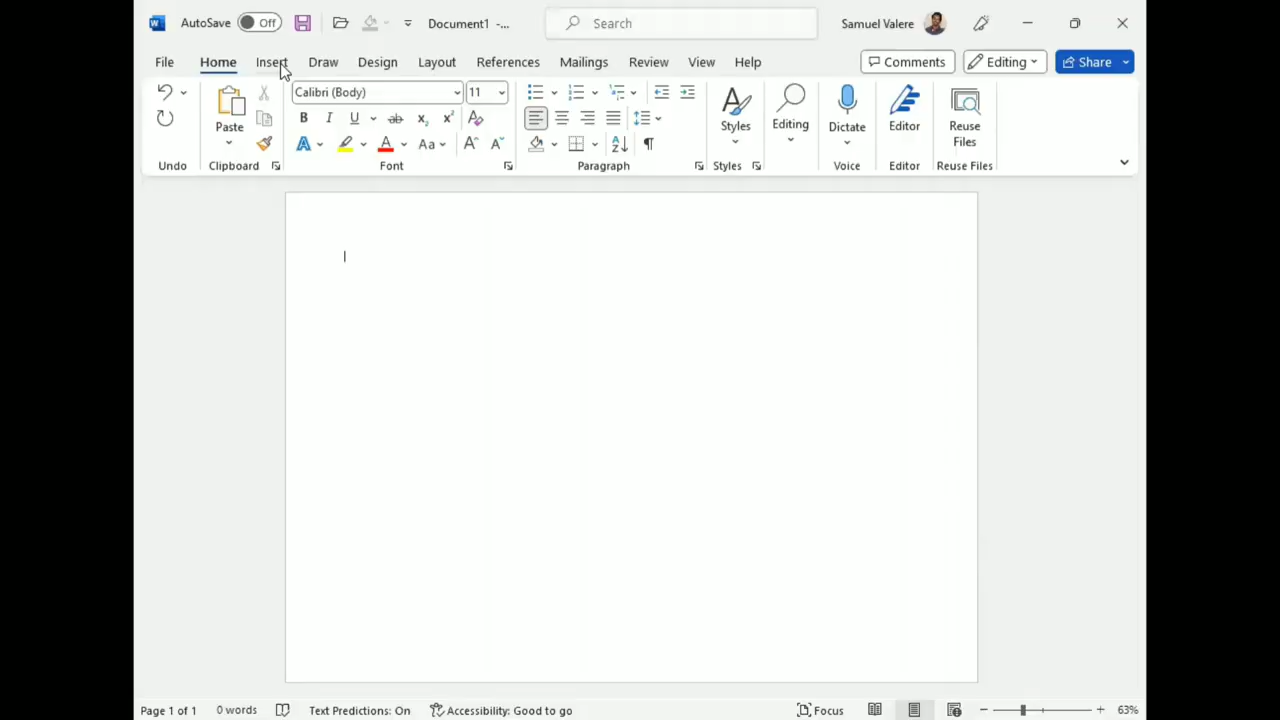 AutoSave Off Document1 -... Search Samuel Valere
File Home Insert Draw Design Layout References Mailings Review View Help Comments Editing Share
Calibri (Body) 11
Paste Styles Editing Dictate Editor Reuse Files
B I U ab x₂ x²
A A Aa A A
Undo Clipboard Font Paragraph Styles Voice Editor Reuse Files
Page 1 of 1 0 words Text Predictions: On Accessibility: Good to go Focus 63%